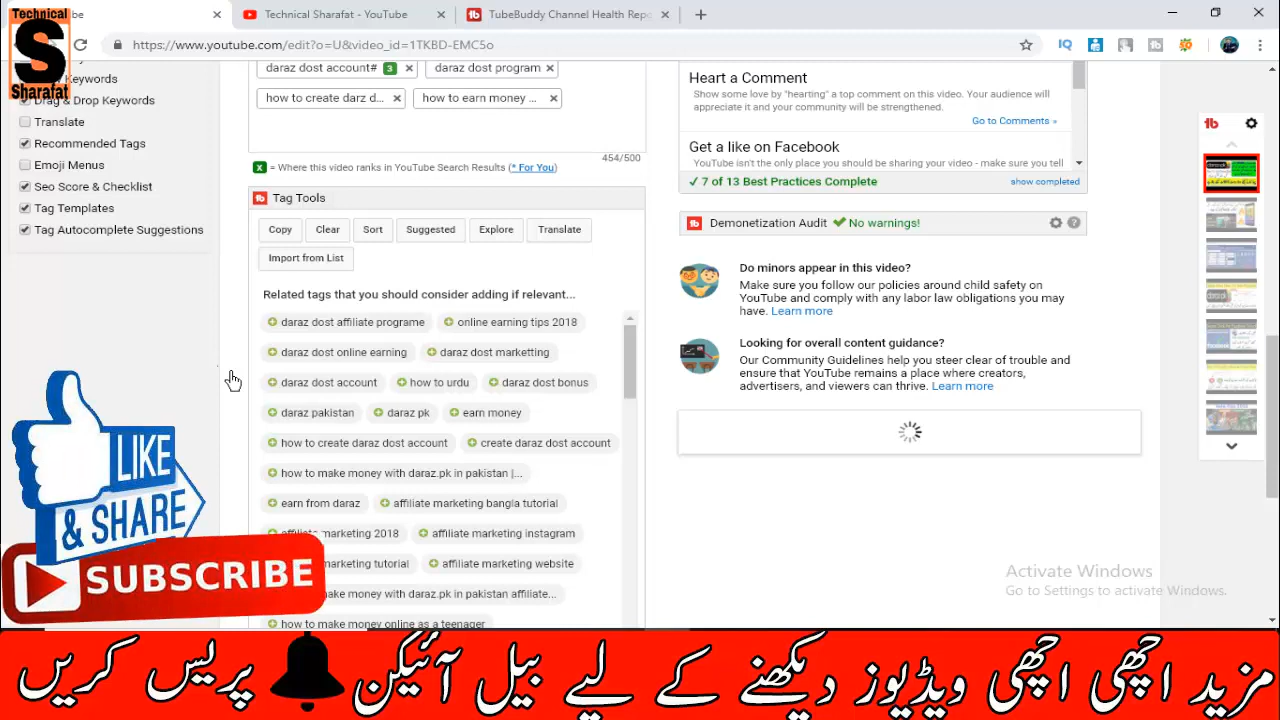 Technical
S
Sharafat
Technical Sharafat - YouTube
TubeBuddy Channel Health Repo
https://www.youtube.com/edit?o=U&video_id=1TKBD-EMC5o
Keywords
Drag & Drop Keywords
Translate
Recommended Tags
Emoji Menus
Seo Score & Checklist
Tag Templates
Tag Autocomplete Suggestions
daraz dost account# 3
daraz dost program
how to create darz d...
how to earn money ...
454/500
x = Where this video ranks in YouTube Search Results (* For You)
Tag Tools
Copy
Clear
Sort
Suggested
Explore
Translate
Import from List
Related tags that you should consider adding if relevant...
daraz dost affiliate programe
online earning tips 2018
daraz dost online earning
daraz dost marketting
daraz dost account
how to urdu
daraz dost bonus
daraz pakistan
daraz pk
earn money
how to create daraz dost account
create daraz dost account
how to make money with daraz.pk in pakistan |...
earn from daraz
affiliate marketing bangla tutorial
affiliate marketing 2018
affiliate marketing instagram
marketing tutorial
affiliate marketing website
make money with daraz.pk in pakistan affiliate...
how to make money online as a teenager
Heart a Comment
Show some love by "hearting" a top comment on this video. Your audience will
appreciate it and your community will be strengthened.
Go to Comments »
Get a like on Facebook
YouTube isn't the only place you should be sharing your video - make sure you tell
✓ 7 of 13 Best Practices Complete
show completed
Demonetization Audit ✔ No warnings!
Do minors appear in this video?
Make sure you follow our policies around child safety on
YouTube and comply with any labor law obligations you may
have. Learn more
Looking for overall content guidance?
Our Community Guidelines help you steer clear of trouble and
ensure that YouTube remains a place where creators,
advertisers, and viewers can thrive. Learn more
Activate Windows
Go to Settings to activate Windows.
LIKE
& SHARE
SUBSCRIBE
مزید اچھی اچھی ویڈیوز دیکھنے کے لیے بیل آئیکن پریس کریں